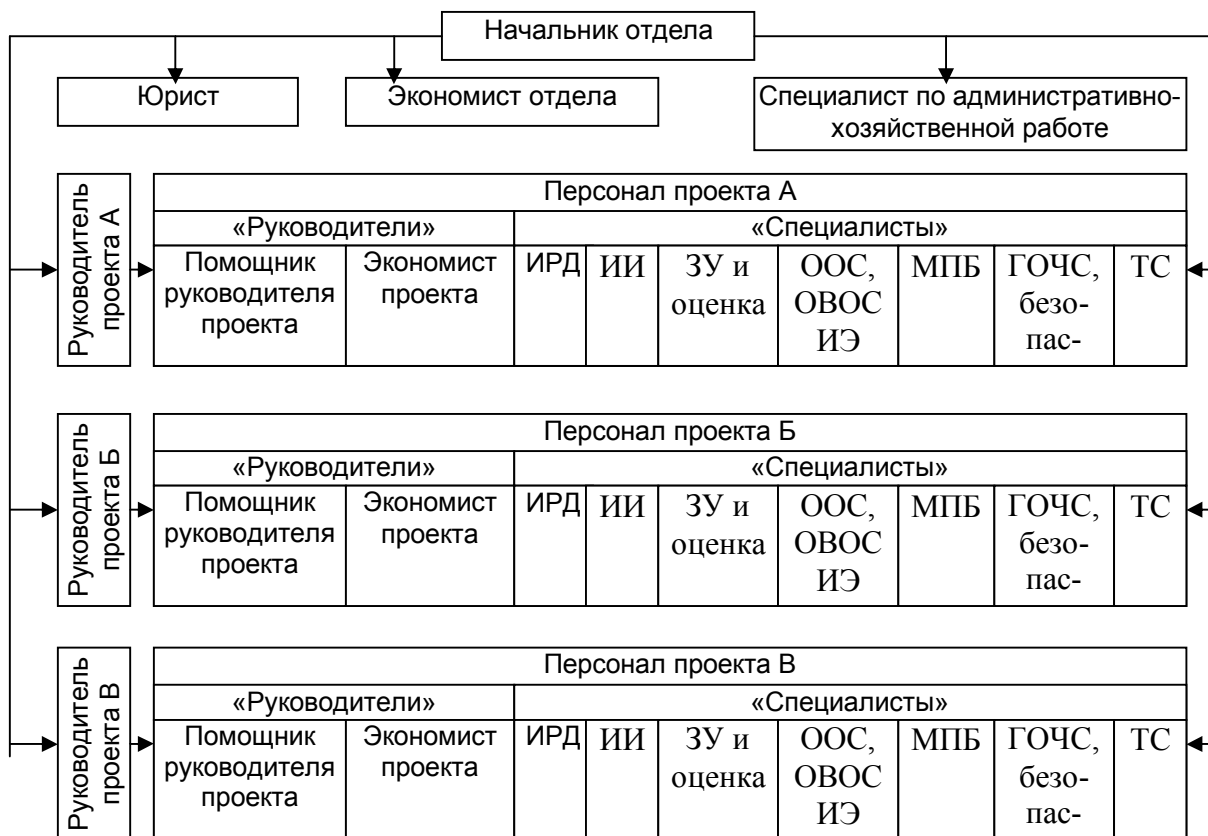 Начальник отдела
Юрист
Экономист отдела
Специалист по административно-
хозяйственной работе
Руководитель
проекта А
Персонал проекта А
«Руководители»
«Специалисты»
Помощник
руководителя
проекта
Экономист
проекта
ИРД
ИИ
ЗУ и
оценка
ООС,
ОВОС
ИЭ
МПБ
ГОЧС,
безо-
пас-
ТС
Руководитель
проекта Б
Персонал проекта Б
«Руководители»
«Специалисты»
Помощник
руководителя
проекта
Экономист
проекта
ИРД
ИИ
ЗУ и
оценка
ООС,
ОВОС
ИЭ
МПБ
ГОЧС,
безо-
пас-
ТС
Руководитель
проекта В
Персонал проекта В
«Руководители»
«Специалисты»
Помощник
руководителя
проекта
Экономист
проекта
ИРД
ИИ
ЗУ и
оценка
ООС,
ОВОС
ИЭ
МПБ
ГОЧС,
безо-
пас-
ТС